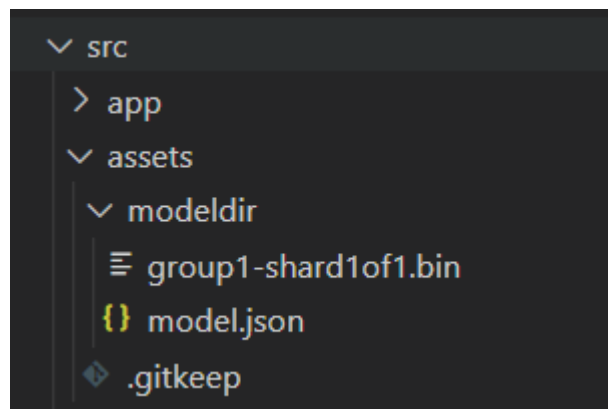 src
app
assets
modeldir
group1-shard1of1.bin
{} model.json
.gitkeep